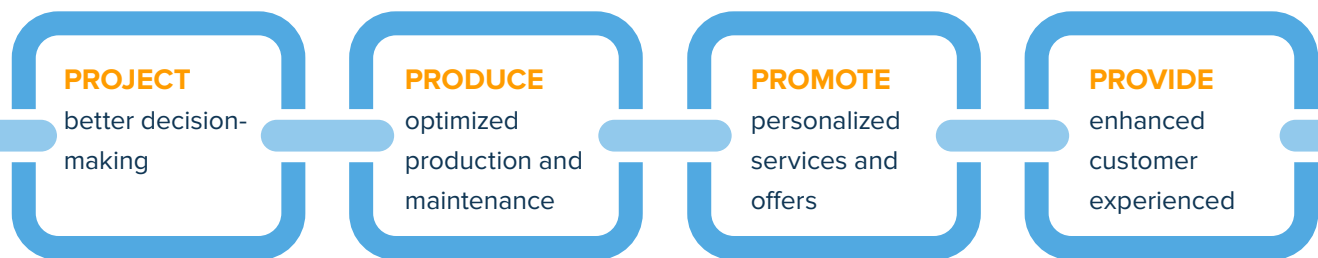 PROJECT
better decision-
making
PRODUCE
optimized
production and
maintenance
PROMOTE
personalized
services and
offers
PROVIDE
enhanced
customer
experienced